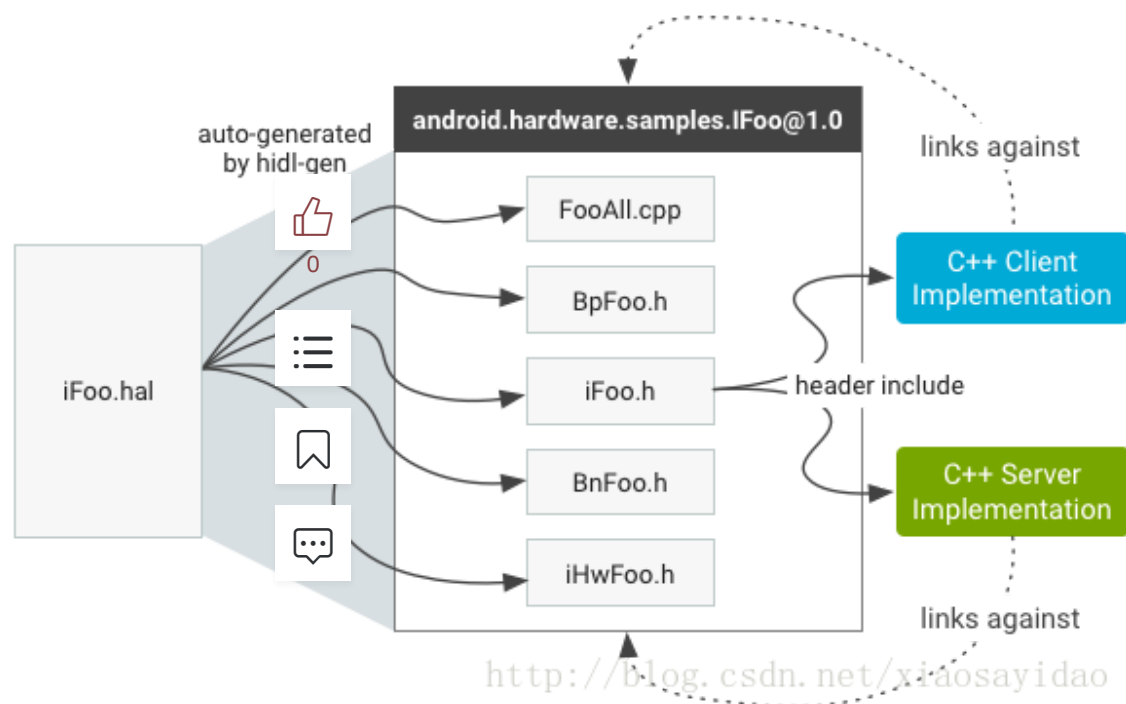 auto-generated
by hidl-gen
android.hardware.samples.IFoo@1.0
links against
FooAll.cpp
0
C++ Client
Implementation
BpFoo.h
iFoo.hal
iFoo.h
header include
BnFoo.h
C++ Server
Implementation
iHwFoo.h
links against
http://blog.csdn.net/xiaosayidao